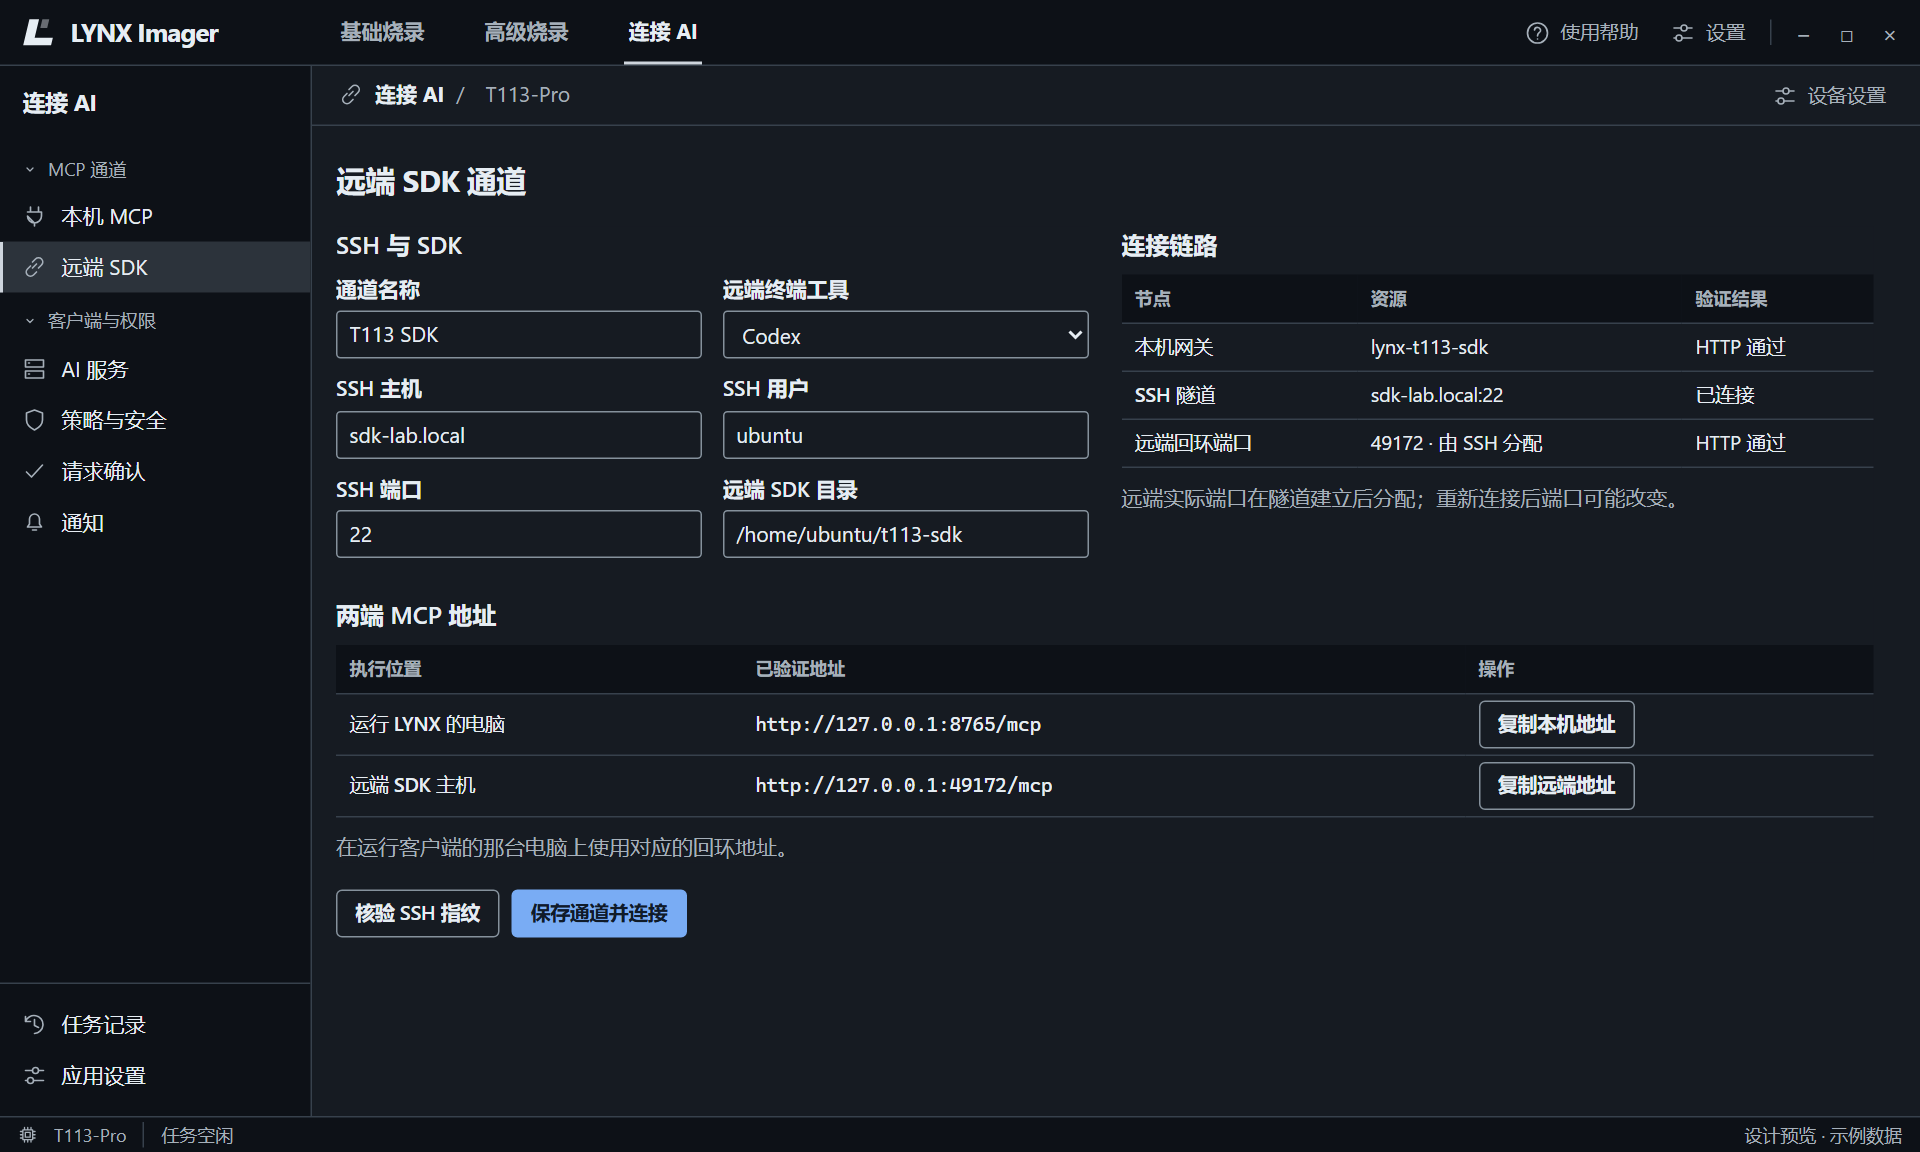 LYNX Imager
基础烧录
高级烧录
连接 AI
使用帮助
设置
连接 AI
MCP 通道
本机 MCP
远端 SDK
客户端与权限
AI 服务
策略与安全
请求确认
通知
任务记录
应用设置
连接 AI / T113-Pro
设备设置
远端 SDK 通道
SSH 与 SDK
通道名称
T113 SDK
远端终端工具
Codex
SSH 主机
sdk-lab.local
SSH 用户
ubuntu
SSH 端口
22
远端 SDK 目录
/home/ubuntu/t113-sdk
连接链路
节点 资源 验证结果
本机网关 lynx-t113-sdk HTTP 通过
SSH 隧道 sdk-lab.local:22 已连接
远端回环端口 49172 · 由 SSH 分配 HTTP 通过
远端实际端口在隧道建立后分配；重新连接后端口可能改变。
两端 MCP 地址
执行位置 已验证地址 操作
运行 LYNX 的电脑 http://127.0.0.1:8765/mcp 复制本机地址
远端 SDK 主机 http://127.0.0.1:49172/mcp 复制远端地址
在运行客户端的那台电脑上使用对应的回环地址。
核验 SSH 指纹
保存通道并连接
T113-Pro
任务空闲
设计预览 · 示例数据